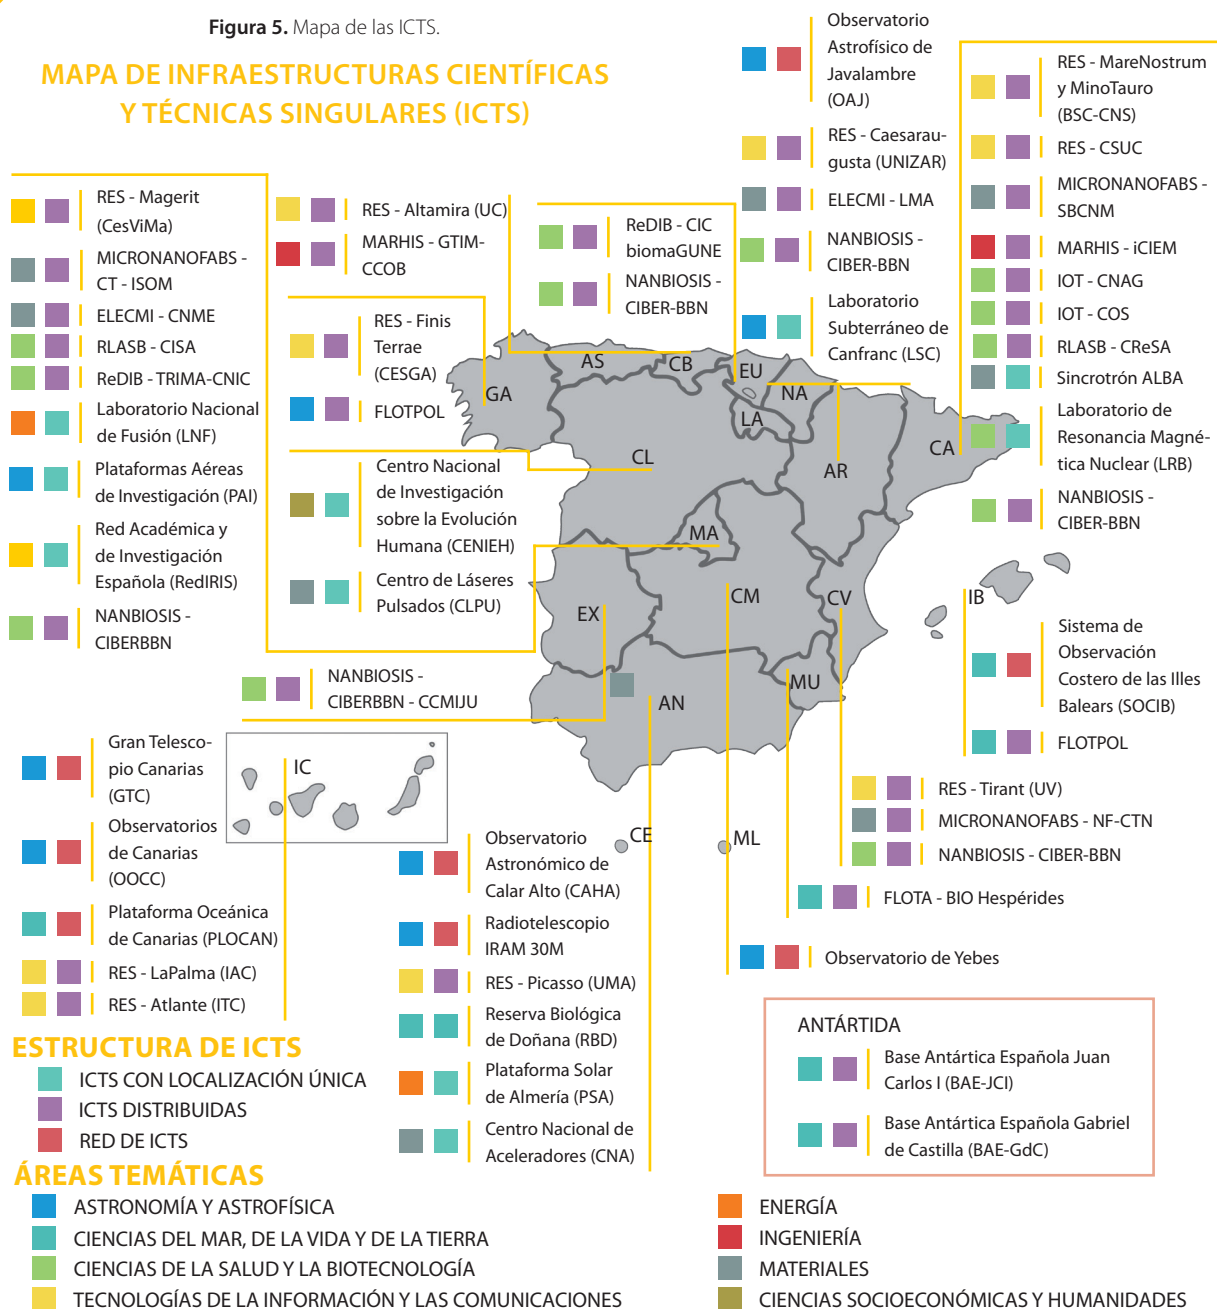 Figura 5. Mapa de las ICTS.
MAPA DE INFRAESTRUCTURAS CIENTÍFICAS
Y TÉCNICAS SINGULARES (ICTS)
RES - Magerit
(CesViMa)
MICRONANOFABS -
CT - ISOM
ELECMI - CNME
RLASB - CISA
ReDIB - TRIMA-CNIC
Laboratorio Nacional
de Fusión (LNF)
Plataformas Aéreas
de Investigación (PAI)
Red Académica y
de Investigación
Española (RedIRIS)
NANBIOSIS -
CIBERBBN
RES - Altamira (UC)
MARHIS - GTIM-
CCOB
RES - Finis
Terrae
(CESGA)
FLOTPOL
Centro Nacional
de Investigación
sobre la Evolución
Humana (CENIEH)
Centro de Láseres
Pulsados (CLPU)
NANBIOSIS -
CIBERBBN - CCMIJU
ReDIB - CIC
biomaGUNE
NANBIOSIS -
CIBER-BBN
Observatorio
Astrofísico de
Javalambre
(OAJ)
RES - Caesarau-
gusta (UNIZAR)
ELECMI - LMA
NANBIOSIS -
CIBER-BBN
Laboratorio
Subterráneo de
Canfranc (LSC)
RES - MareNostrum
y MinoTauro
(BSC-CNS)
RES - CSUC
MICRONANOFABS -
SBCNM
MARHIS - iCIEM
IOT - CNAG
IOT - COS
RLASB - CReSA
Sincrotrón ALBA
Laboratorio de
Resonancia Magné-
tica Nuclear (LRB)
NANBIOSIS -
CIBER-BBN
GA
AS
CB
EU
NA
LA
CL
AR
CA
MA
EX
CM
CV
IB
MU
AN
IC
CE
ML
Sistema de
Observación
Costero de las Illes
Balears (SOCIB)
FLOTPOL
RES - Tirant (UV)
MICRONANOFABS - NF-CTN
NANBIOSIS - CIBER-BBN
FLOTA - BIO Hespérides
Observatorio de Yebes
Gran Telesco-
pio Canarias
(GTC)
Observatorios
de Canarias
(OOCC)
Plataforma Oceánica
de Canarias (PLOCAN)
RES - LaPalma (IAC)
RES - Atlante (ITC)
Observatorio
Astronómico de
Calar Alto (CAHA)
Radiotelescopio
IRAM 30M
RES - Picasso (UMA)
Reserva Biológica
de Doñana (RBD)
Plataforma Solar
de Almería (PSA)
Centro Nacional de
Aceleradores (CNA)
ANTÁRTIDA
Base Antártica Española Juan
Carlos I (BAE-JCI)
Base Antártica Española Gabriel
de Castilla (BAE-GdC)
ESTRUCTURA DE ICTS
ICTS CON LOCALIZACIÓN ÚNICA
ICTS DISTRIBUIDAS
RED DE ICTS
ÁREAS TEMÁTICAS
ASTRONOMÍA Y ASTROFÍSICA
CIENCIAS DEL MAR, DE LA VIDA Y DE LA TIERRA
CIENCIAS DE LA SALUD Y LA BIOTECNOLOGÍA
TECNOLOGÍAS DE LA INFORMACIÓN Y LAS COMUNICACIONES
ENERGÍA
INGENIERÍA
MATERIALES
CIENCIAS SOCIOECONÓMICAS Y HUMANIDADES